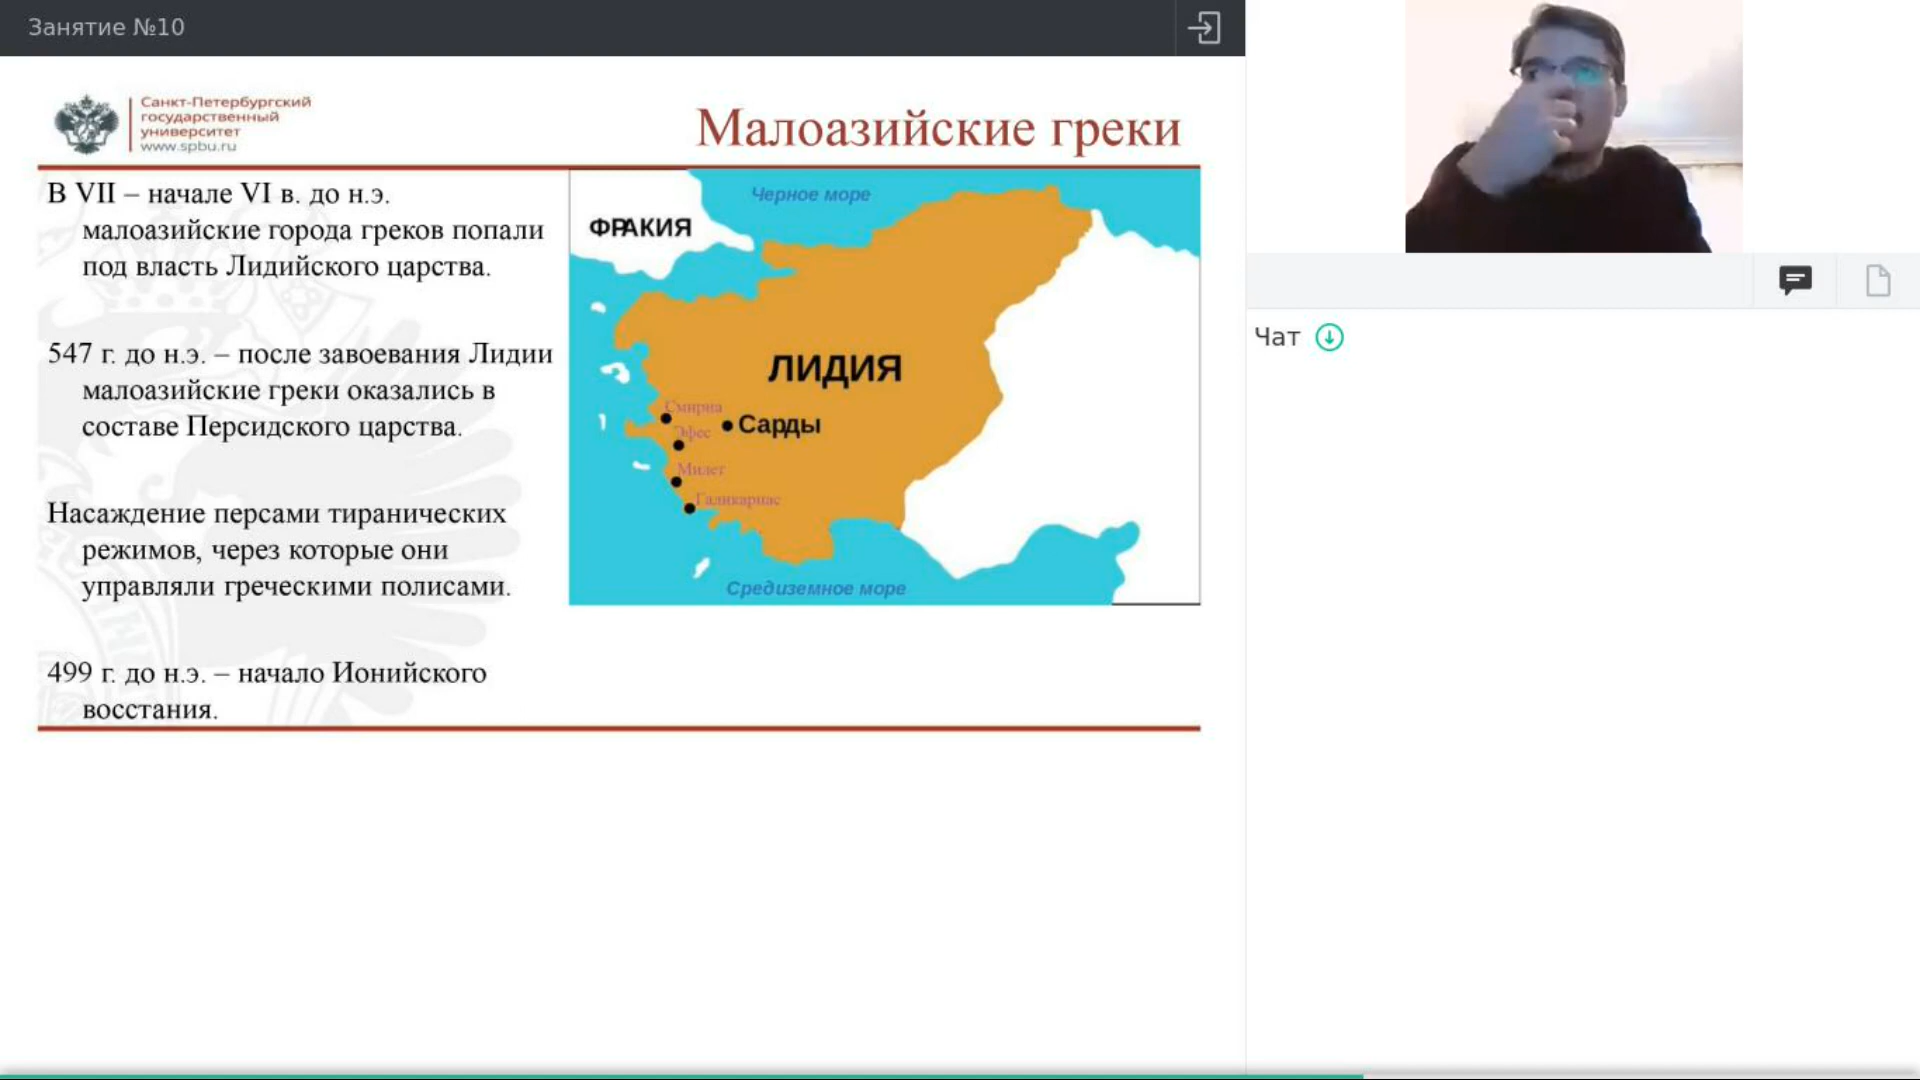 Занятие №10
Санкт-Петербургский
государственный
университет
www.spbu.ru
Малоазийские греки
В VII – начале VI в. до н.э.
малоазийские города греков попали
под власть Лидийского царства.
547 г. до н.э. – после завоевания Лидии
малоазийские греки оказались в
составе Персидского царства.
Насаждение персами тиранических
режимов, через которые они
управляли греческими полисами.
499 г. до н.э. – начало Ионийского
восстания.
Черное море
ФРАКИЯ
ЛИДИЯ
Смирна
Эфес
Сарды
Милет
Галикарнас
Средиземное море
Чат